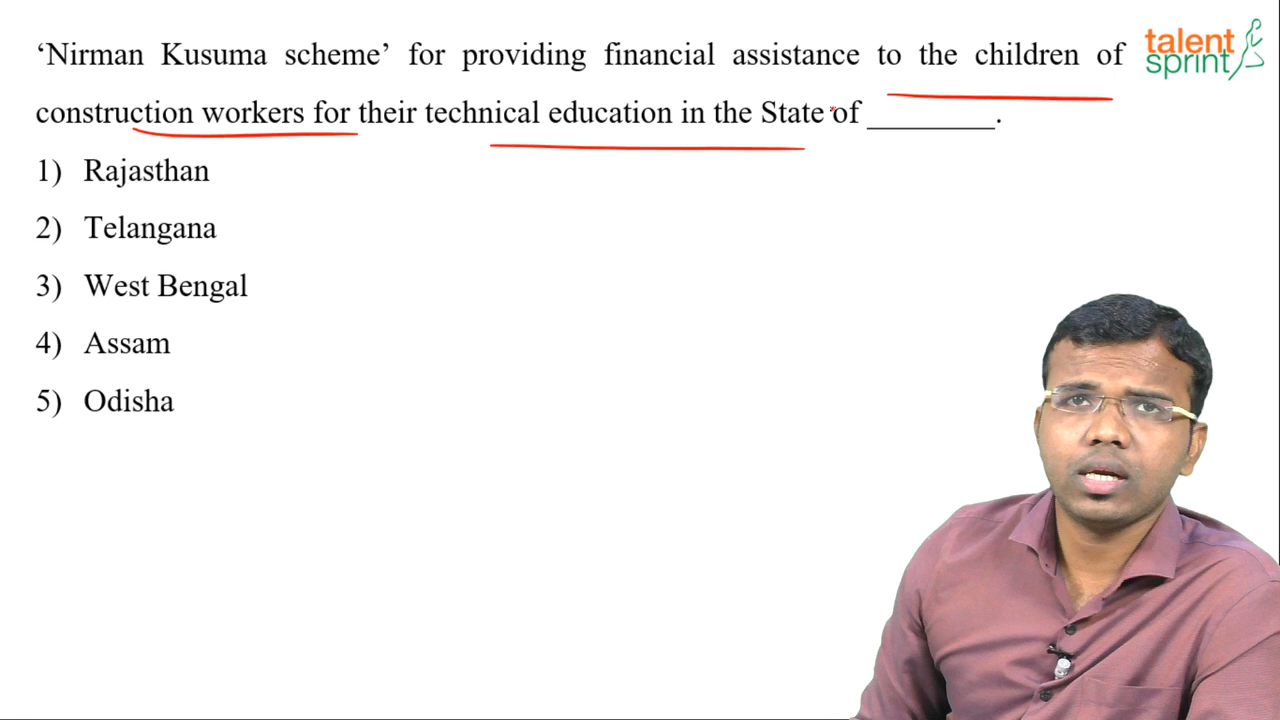 ‘Nirman Kusuma scheme’ for providing financial assistance to the children of
construction workers for their technical education in the State of ________.
1) Rajasthan
2) Telangana
3) West Bengal
4) Assam
5) Odisha
talent
sprint